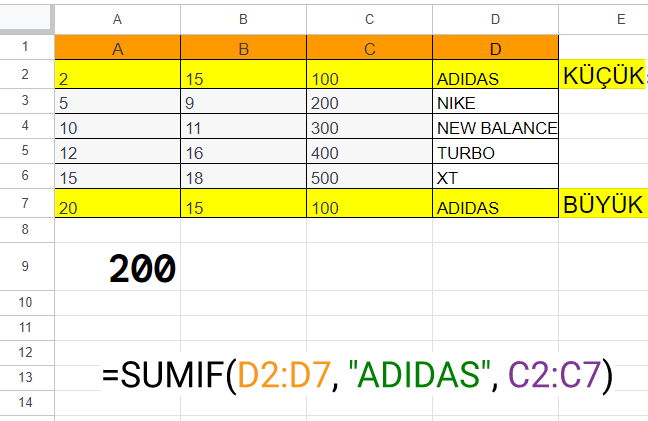 A B C D E
1 A B C D
2 2 15 100 ADIDAS KÜÇÜK
3 5 9 200 NIKE
4 10 11 300 NEW BALANCE
5 12 16 400 TURBO
6 15 18 500 XT
7 20 15 100 ADIDAS BÜYÜK
8
9 200
10
11
12
13 =SUMIF(D2:D7, "ADIDAS", C2:C7)
14